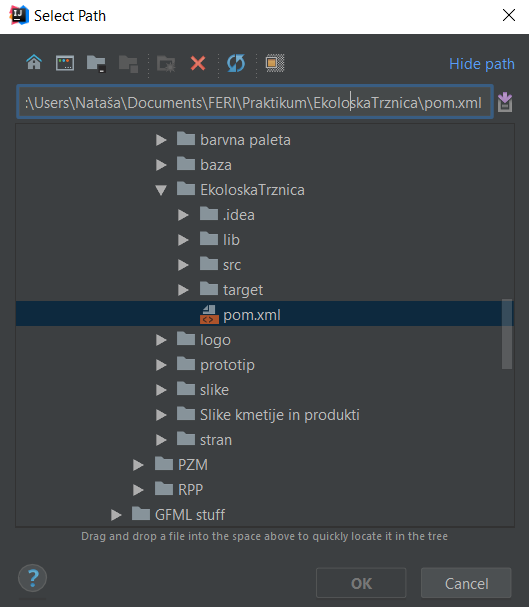 Select Path
Hide path
:\Users\Nataša\Documents\FERI\Praktikum\EkoloskaTrznica\pom.xml
barvna paleta
baza
EkoloskaTrznica
.idea
lib
src
target
pom.xml
logo
prototip
slike
Slike kmetije in produkti
stran
PZM
RPP
GFML stuff
Drag and drop a file into the space above to quickly locate it in the tree
?
OK
Cancel